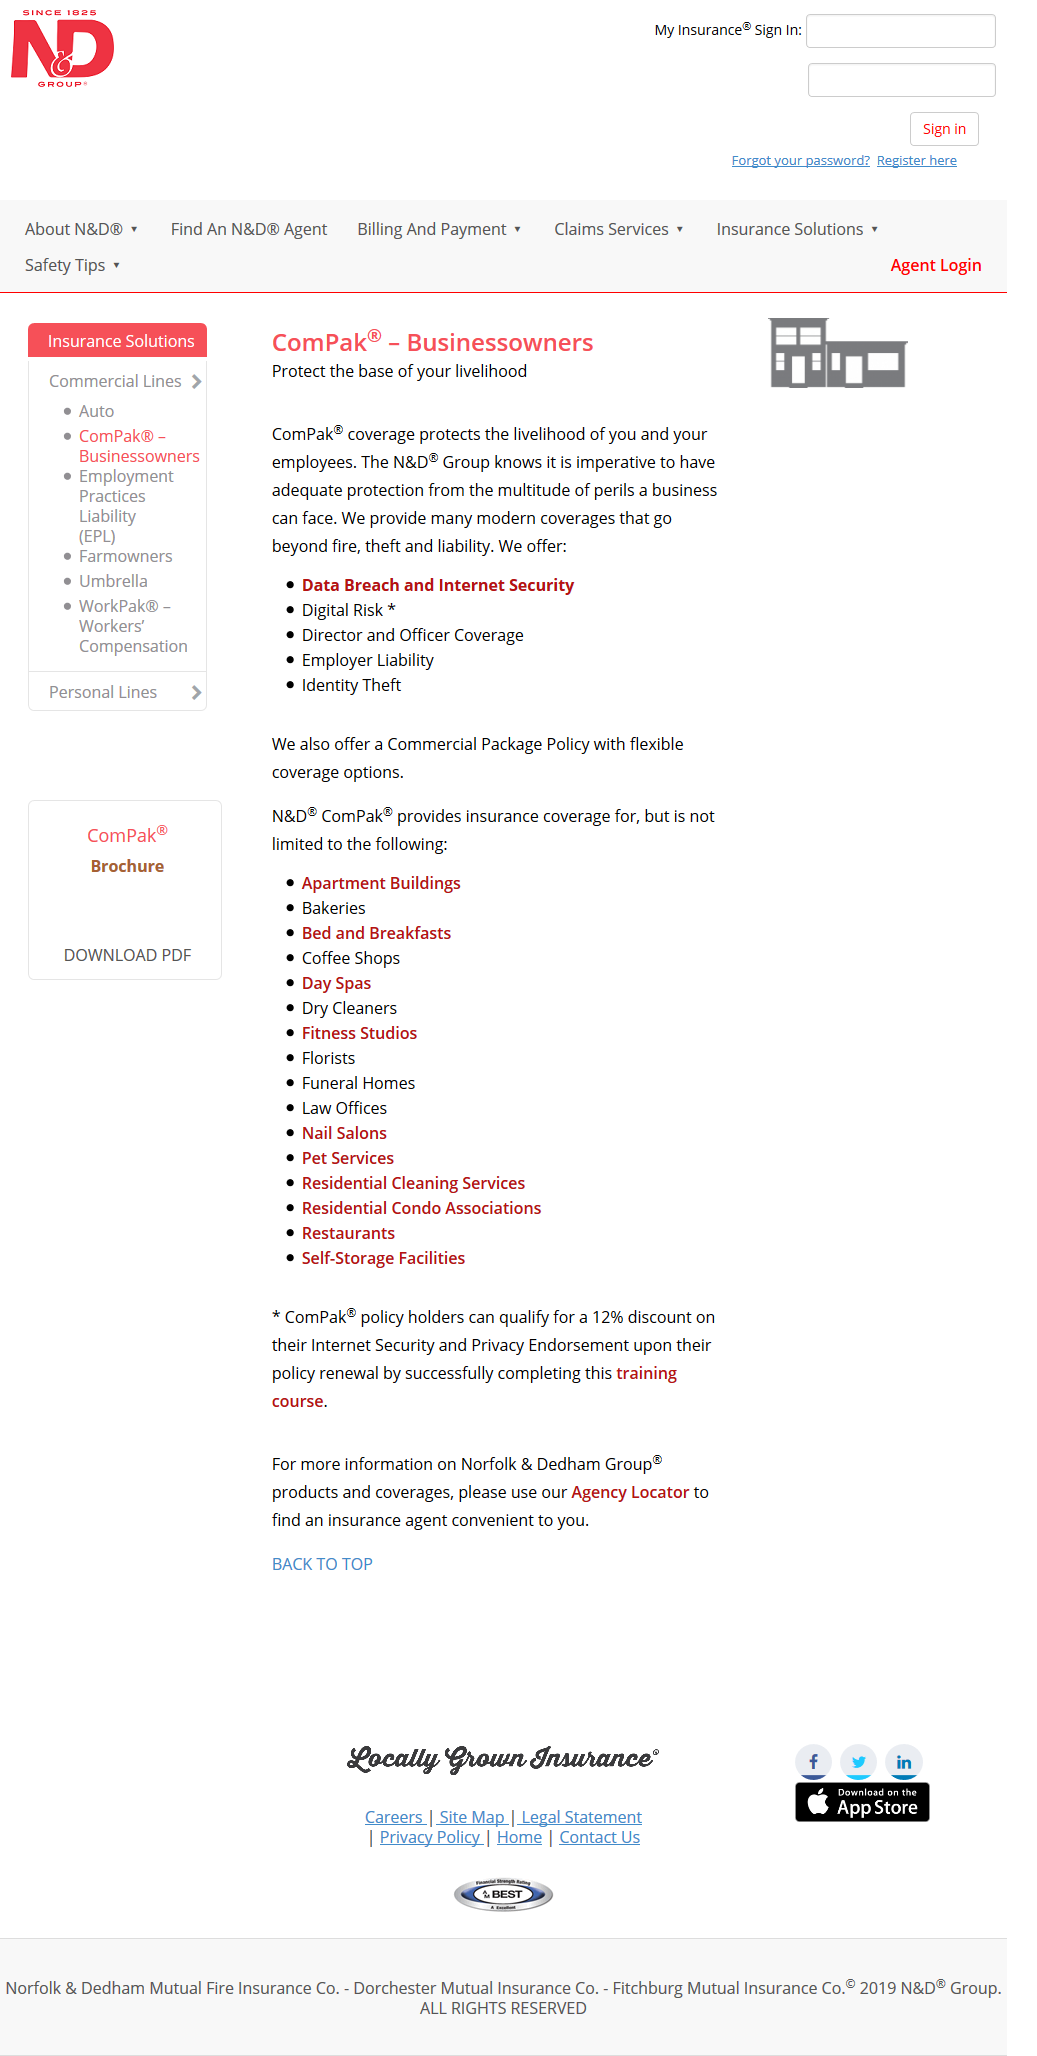 SINCE 1825
N&D
GROUP®
My Insurance® Sign In:
Sign in
Forgot your password? Register here
About N&D® ▼ Find An N&D® Agent Billing And Payment ▼ Claims Services ▼ Insurance Solutions ▼
Safety Tips ▼ Agent Login
Insurance Solutions
Commercial Lines
Auto
ComPak® –
Businessowners
Employment
Practices
Liability
(EPL)
Farmowners
Umbrella
WorkPak® –
Workers’
Compensation
Personal Lines
ComPak®
Brochure
DOWNLOAD PDF
ComPak® – Businessowners
Protect the base of your livelihood
ComPak® coverage protects the livelihood of you and your
employees. The N&D® Group knows it is imperative to have
adequate protection from the multitude of perils a business
can face. We provide many modern coverages that go
beyond fire, theft and liability. We offer:
Data Breach and Internet Security
Digital Risk *
Director and Officer Coverage
Employer Liability
Identity Theft
We also offer a Commercial Package Policy with flexible
coverage options.
N&D® ComPak® provides insurance coverage for, but is not
limited to the following:
Apartment Buildings
Bakeries
Bed and Breakfasts
Coffee Shops
Day Spas
Dry Cleaners
Fitness Studios
Florists
Funeral Homes
Law Offices
Nail Salons
Pet Services
Residential Cleaning Services
Residential Condo Associations
Restaurants
Self-Storage Facilities
* ComPak® policy holders can qualify for a 12% discount on
their Internet Security and Privacy Endorsement upon their
policy renewal by successfully completing this training
course.
For more information on Norfolk & Dedham Group®
products and coverages, please use our Agency Locator to
find an insurance agent convenient to you.
BACK TO TOP
Locally Grown Insurance®
Careers | Site Map | Legal Statement
| Privacy Policy | Home | Contact Us
Download on the
App Store
Financial Strength Rating
AM BEST
A Excellent
Norfolk & Dedham Mutual Fire Insurance Co. - Dorchester Mutual Insurance Co. - Fitchburg Mutual Insurance Co.© 2019 N&D® Group.
ALL RIGHTS RESERVED